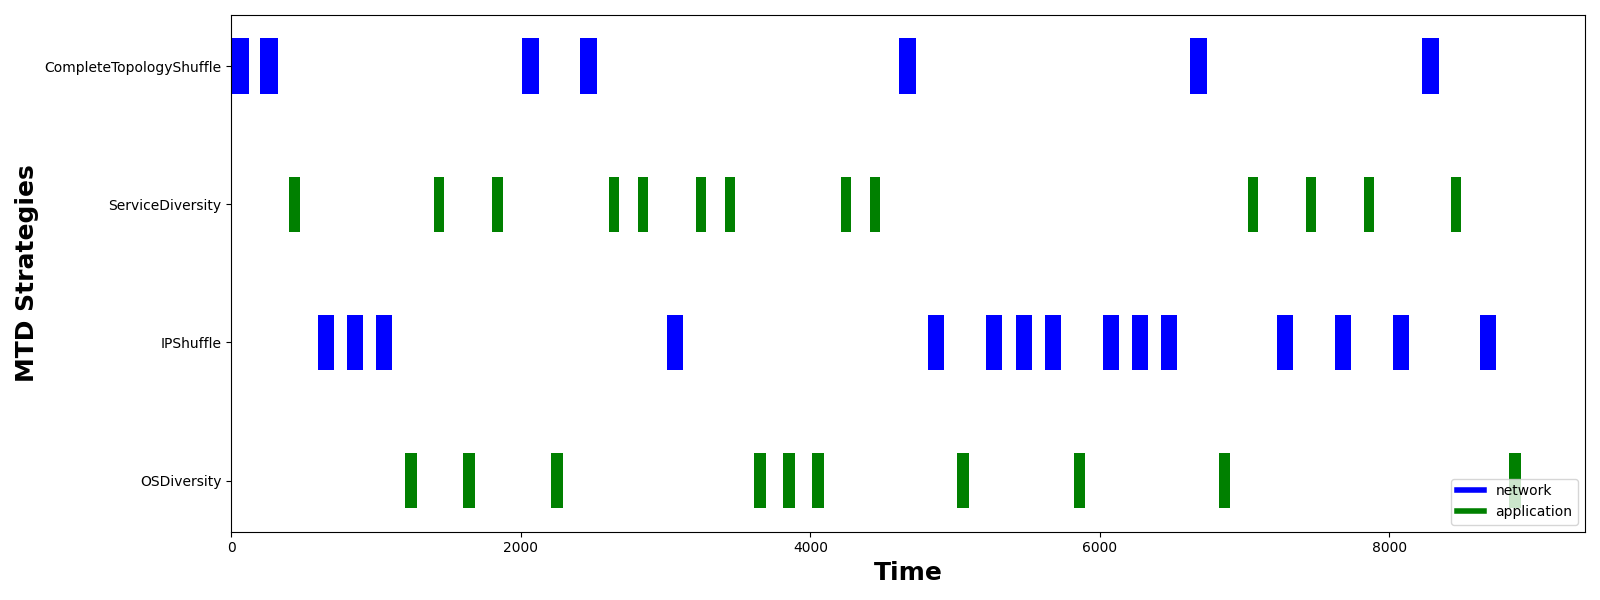 MTD Strategies
CompleteTopologyShuffle
ServiceDiversity
IPShuffle
OSDiversity
network
application
0 2000 4000 6000 8000
Time